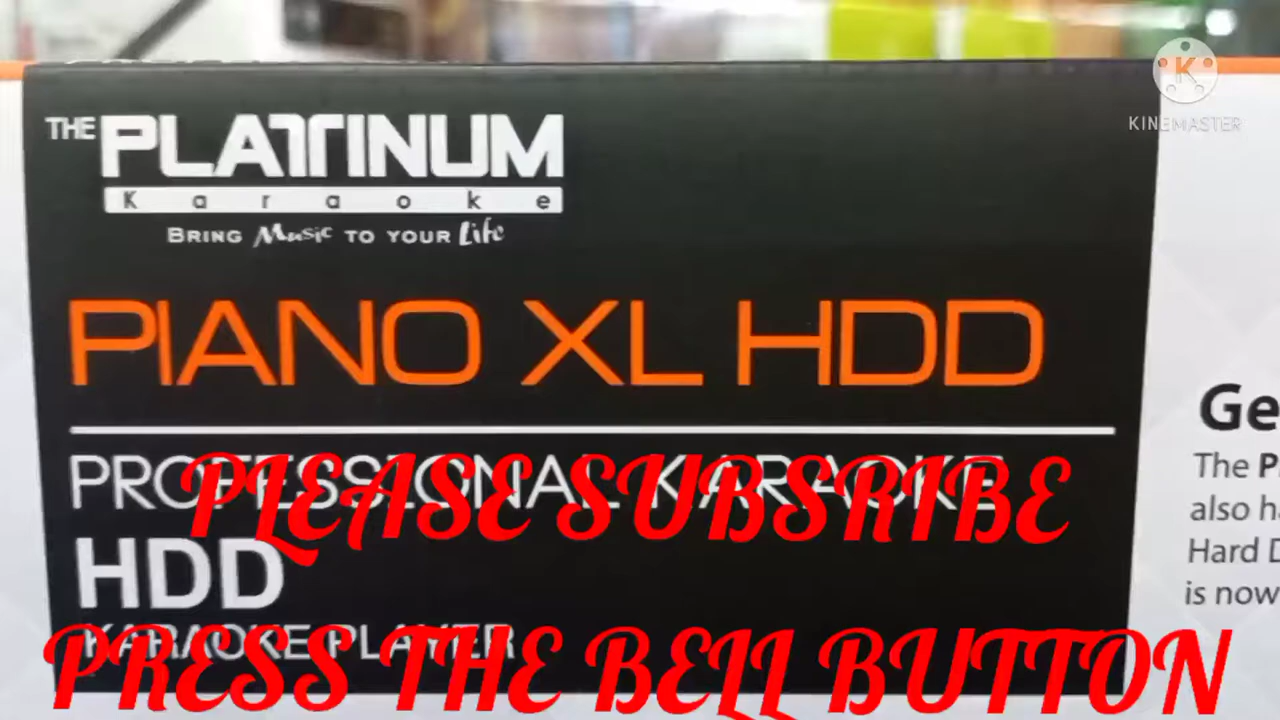 THE PLATINUM
Karaoke
BRING Music TO YOUR Life
PIANO XL HDD
PROFESSIONAL KARAOKE
HDD
KARAOKE PLAYER
PLEASE SUBSRIBE
PRESS THE BELL BUTTON
KINEMASTER
Ge
The P
also h
Hard D
is now